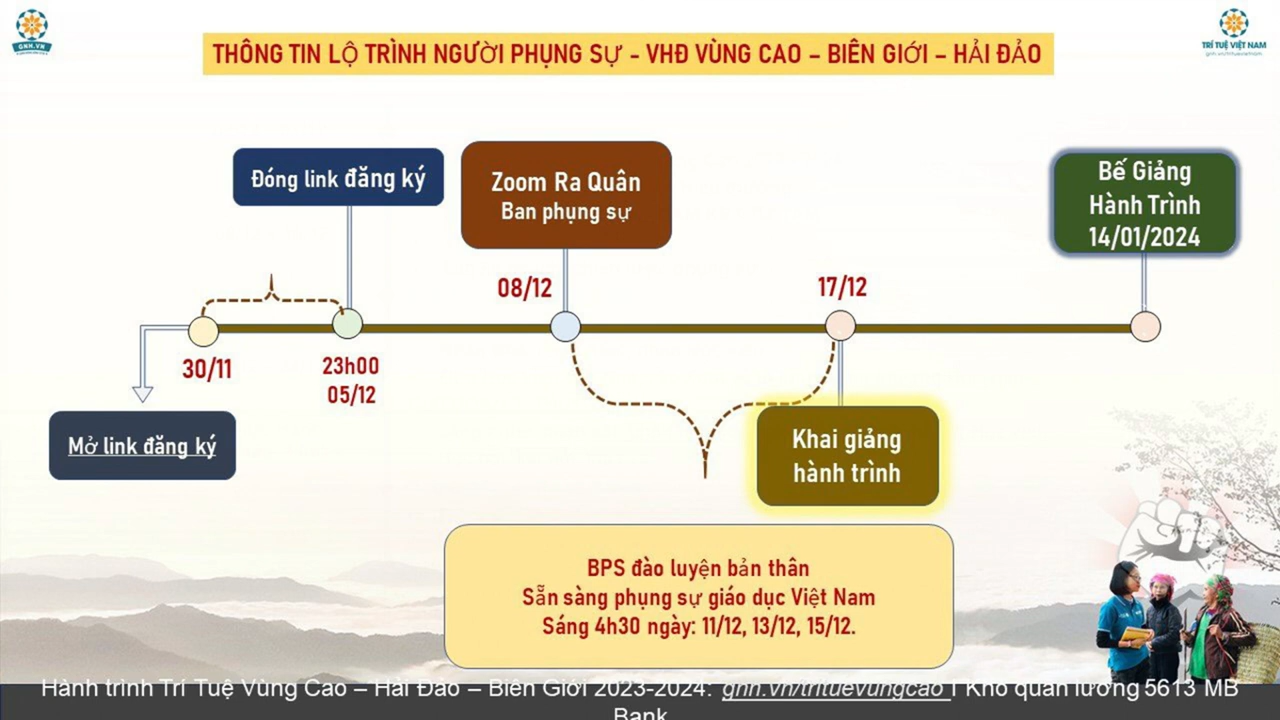 GNH.VN
TRÍ TUỆ VIỆT NAM
gnh.vn/trituevietnam
THÔNG TIN LỘ TRÌNH NGƯỜI PHỤNG SỰ - VHĐ VÙNG CAO – BIÊN GIỚI – HẢI ĐẢO
Đóng link đăng ký
Zoom Ra Quân
Ban phụng sự
Bế Giảng
Hành Trình
14/01/2024
08/12
17/12
30/11
23h00
05/12
Mở link đăng ký
Khai giảng
hành trình
BPS đào luyện bản thân
Sẵn sàng phụng sự giáo dục Việt Nam
Sáng 4h30 ngày: 11/12, 13/12, 15/12.
Hành trình Trí Tuệ Vùng Cao – Hải Đảo – Biên Giới 2023-2024: gnh.vn/trituevungcao I Kho quân lương 5613 MB
Bank